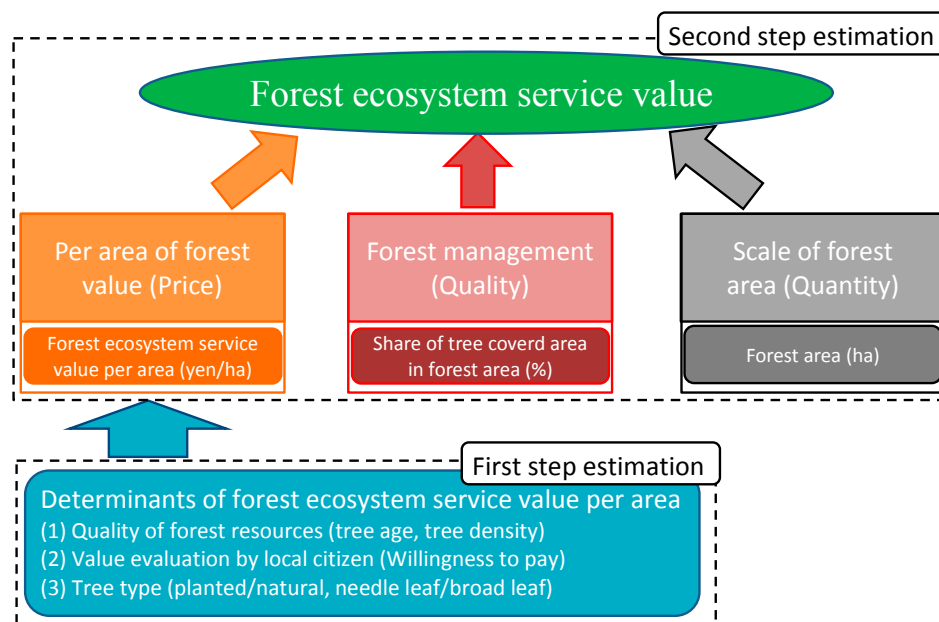 Second step estimation
Forest ecosystem service value
Per area of forest
value (Price)
Forest ecosystem service
value per area (yen/ha)
Forest management
(Quality)
Share of tree coverd area
in forest area (%)
Scale of forest
area (Quantity)
Forest area (ha)
First step estimation
Determinants of forest ecosystem service value per area
(1) Quality of forest resources (tree age, tree density)
(2) Value evaluation by local citizen (Willingness to pay)
(3) Tree type (planted/natural, needle leaf/broad leaf)